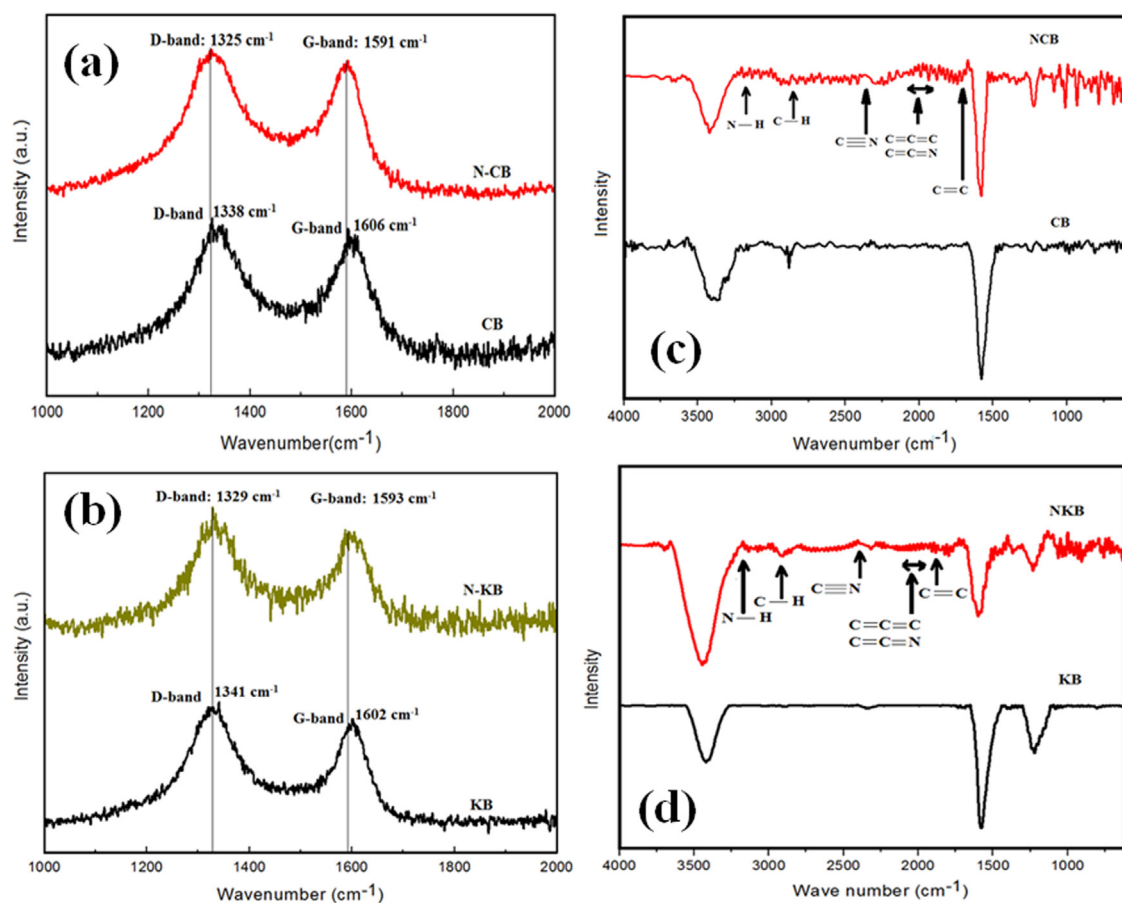 (a)
D-band: 1325 cm-1
G-band: 1591 cm-1
N-CB
D-band
1338 cm-1
G-band
1606 cm-1
CB
Intensity (a.u.)
1000 1200 1400 1600 1800 2000
Wavenumber(cm-1)
(c)
NCB
N—H
C—H
C≡N
C=C=C
C=C=N
C=C
CB
Intensity
4000 3500 3000 2500 2000 1500 1000
Wave number (cm-1)
(b)
D-band: 1329 cm-1
G-band: 1593 cm-1
N-KB
D-band
1341 cm-1
G-band
1602 cm-1
KB
Intensity (a.u.)
1000 1200 1400 1600 1800 2000
Wavenumber (cm-1)
(d)
NKB
N—H
C—H
C≡N
C=C
C=C=C
C=C=N
KB
Intensity
4000 3500 3000 2500 2000 1500 1000
Wave number (cm-1)